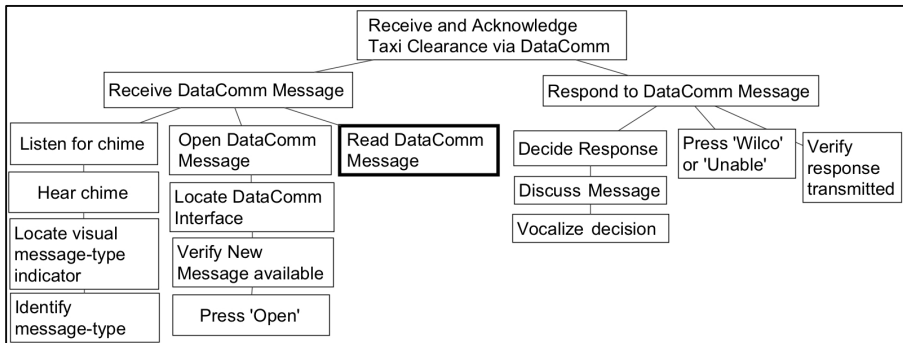 Receive and Acknowledge
Taxi Clearance via DataComm
Receive DataComm Message
Respond to DataComm Message
Listen for chime
Open DataComm
Message
Read DataComm
Message
Decide Response
Press 'Wilco'
or 'Unable'
Verify
response
transmitted
Hear chime
Locate DataComm
Interface
Discuss Message
Locate visual
message-type
indicator
Verify New
Message available
Vocalize decision
Identify
message-type
Press 'Open'